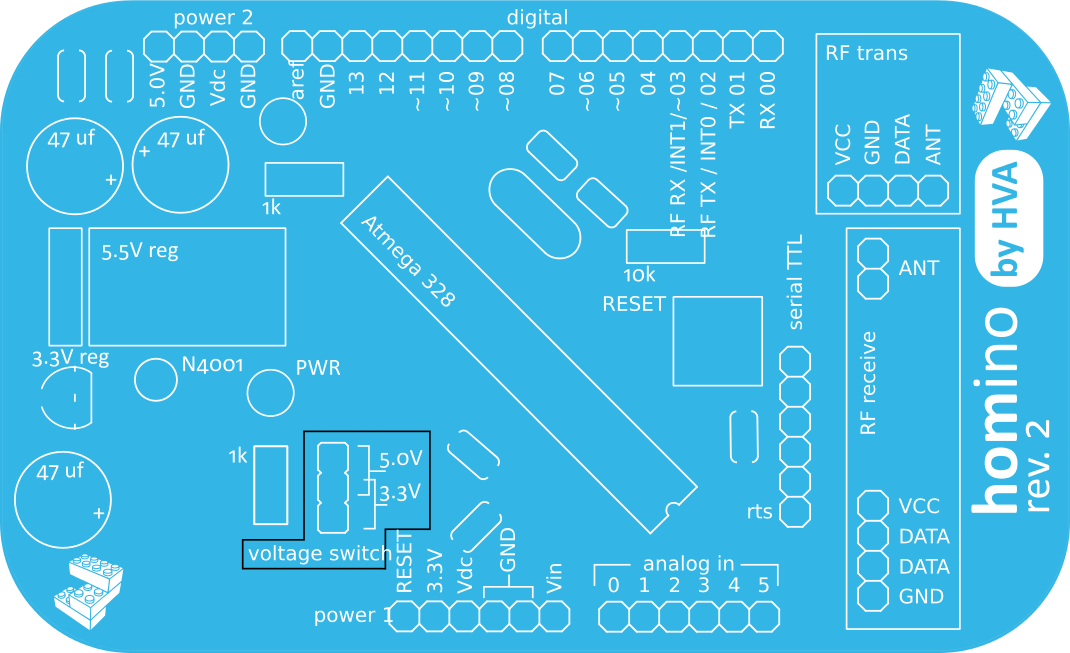 power 2
digital
5.0V
GND
Vdc
GND
aref
GND
13
12
~11
~10
~09
~08
07
~06
~05
04
RF RX /INT1/~03
RF TX / INT0 / 02
TX 01
RX 00
RF trans
VCC
GND
DATA
ANT
47 uf
+
47 uf
+
1k
Atmega 328
10k
RESET
serial TTL
rts
5.5V reg
3.3V reg
N4001
PWR
47 uf
+
1k
5.0V
3.3V
voltage switch
RESET
3.3V
Vdc
GND
Vin
power 1
analog in
0 1 2 3 4 5
ANT
RF receive
VCC
DATA
DATA
GND
homino by HVA
rev. 2